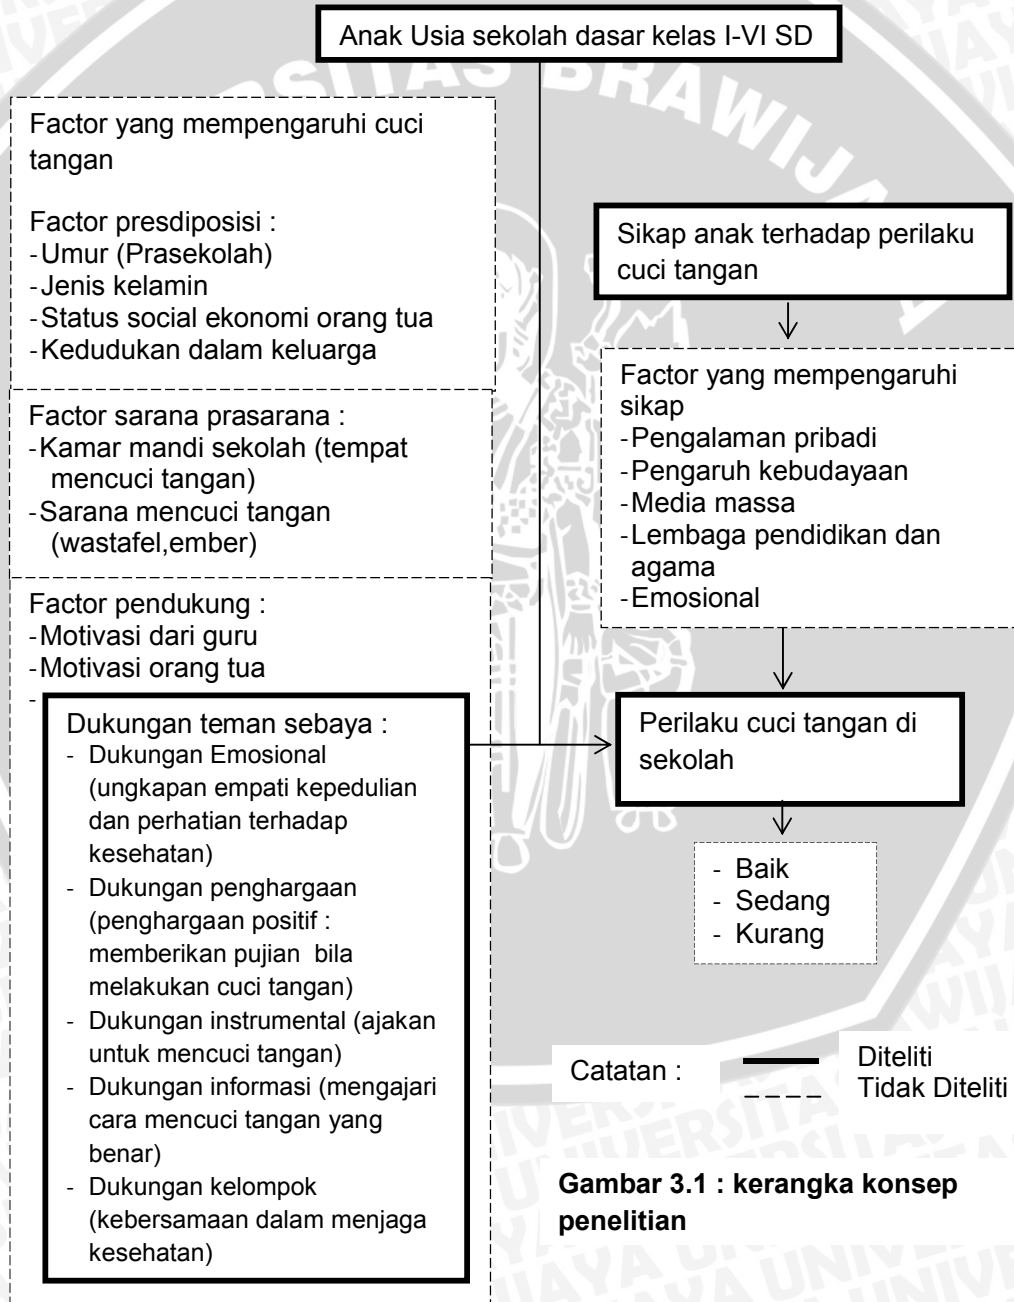 Anak Usia sekolah dasar kelas I-VI SD
SITAS BRAWIJA
Factor yang mempengaruhi cuci
tangan
Factor presdiposisi :
-Umur (Prasekolah)
-Jenis kelamin
-Status social ekonomi orang tua
-Kedudukan dalam keluarga
Factor sarana prasarana :
-Kamar mandi sekolah (tempat
mencuci tangan)
-Sarana mencuci tangan
(wastafel,ember)
Factor pendukung :
-Motivasi dari guru
-Motivasi orang tua
-
Dukungan teman sebaya :
- Dukungan Emosional
(ungkapan empati kepedulian
dan perhatian terhadap
kesehatan)
- Dukungan penghargaan
(penghargaan positif :
memberikan pujian  bila
melakukan cuci tangan)
- Dukungan instrumental (ajakan
untuk mencuci tangan)
- Dukungan informasi (mengajari
cara mencuci tangan yang
benar)
- Dukungan kelompok
(kebersamaan dalam menjaga
kesehatan)
Sikap anak terhadap perilaku
cuci tangan
Factor yang mempengaruhi
sikap
-Pengalaman pribadi
-Pengaruh kebudayaan
-Media massa
-Lembaga pendidikan dan
agama
-Emosional
Perilaku cuci tangan di
sekolah
- Baik
- Sedang
- Kurang
Catatan :
Diteliti
Tidak Diteliti
Gambar 3.1 : kerangka konsep
penelitian